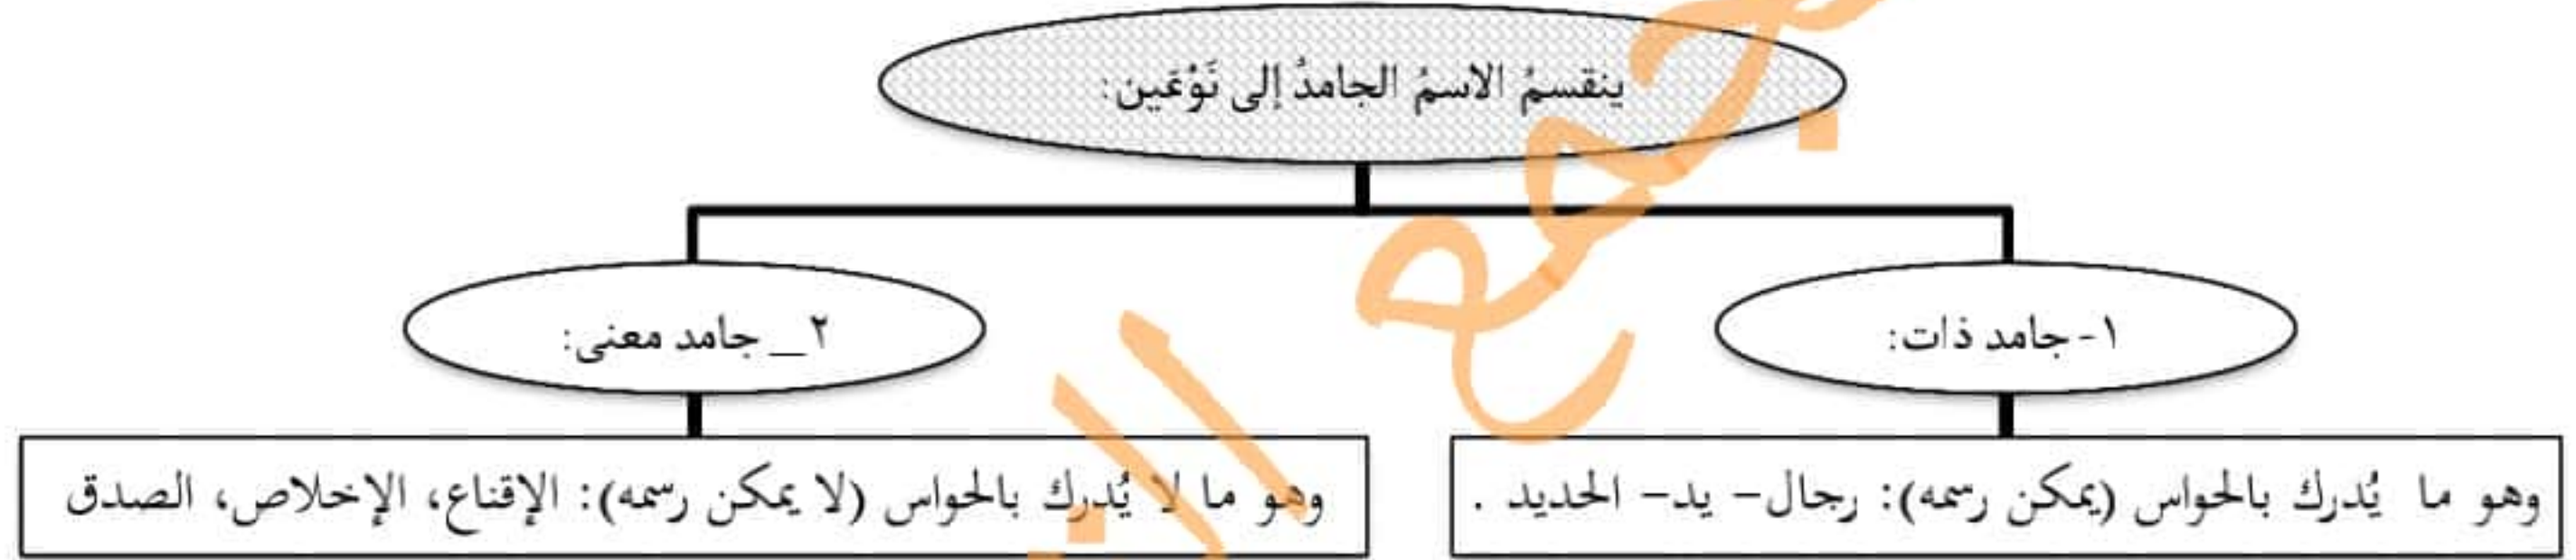 ينقسمُ الاسمُ الجامدُ إلى نَوْعَين:
١- جامد ذات:
٢_ جامد معنى:
وهو ما يُدرك بالحواس (يمكن رسمه): رجال- يد- الحديد .
وهو ما لا يُدرك بالحواس (لا يمكن رسمه): الإقناع، الإخلاص، الصدق